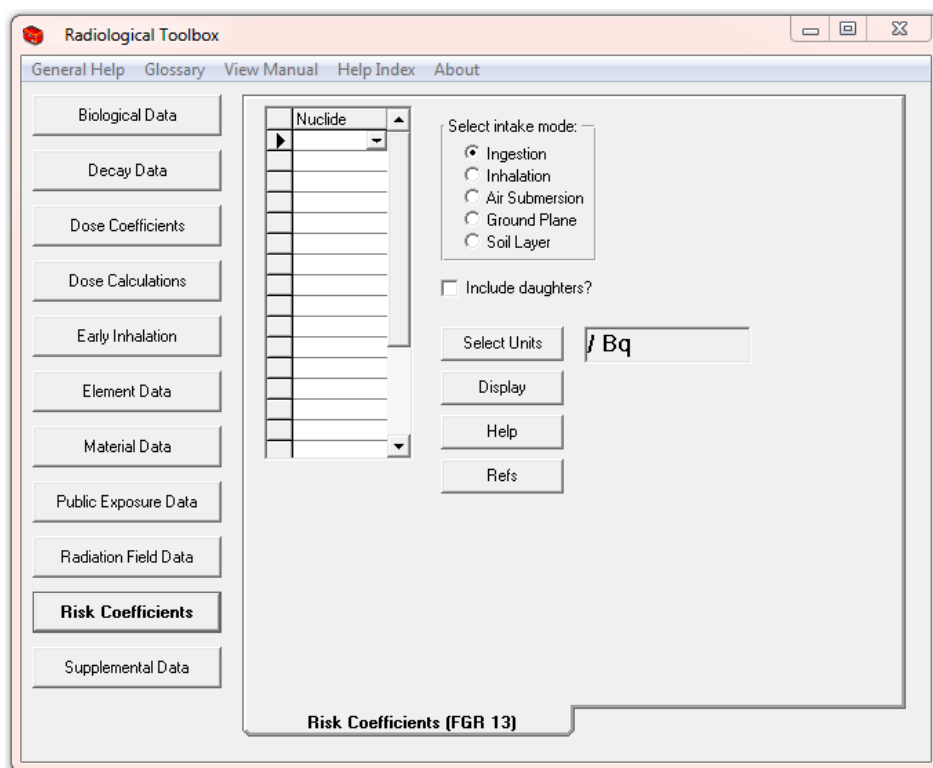 Radiological Toolbox
General Help Glossary View Manual Help Index About
Biological Data
Decay Data
Dose Coefficients
Dose Calculations
Early Inhalation
Element Data
Material Data
Public Exposure Data
Radiation Field Data
Risk Coefficients
Supplemental Data
Nuclide
Select intake mode:
Ingestion
Inhalation
Air Submersion
Ground Plane
Soil Layer
Include daughters?
Select Units / Bq
Display
Help
Refs
Risk Coefficients (FGR 13)